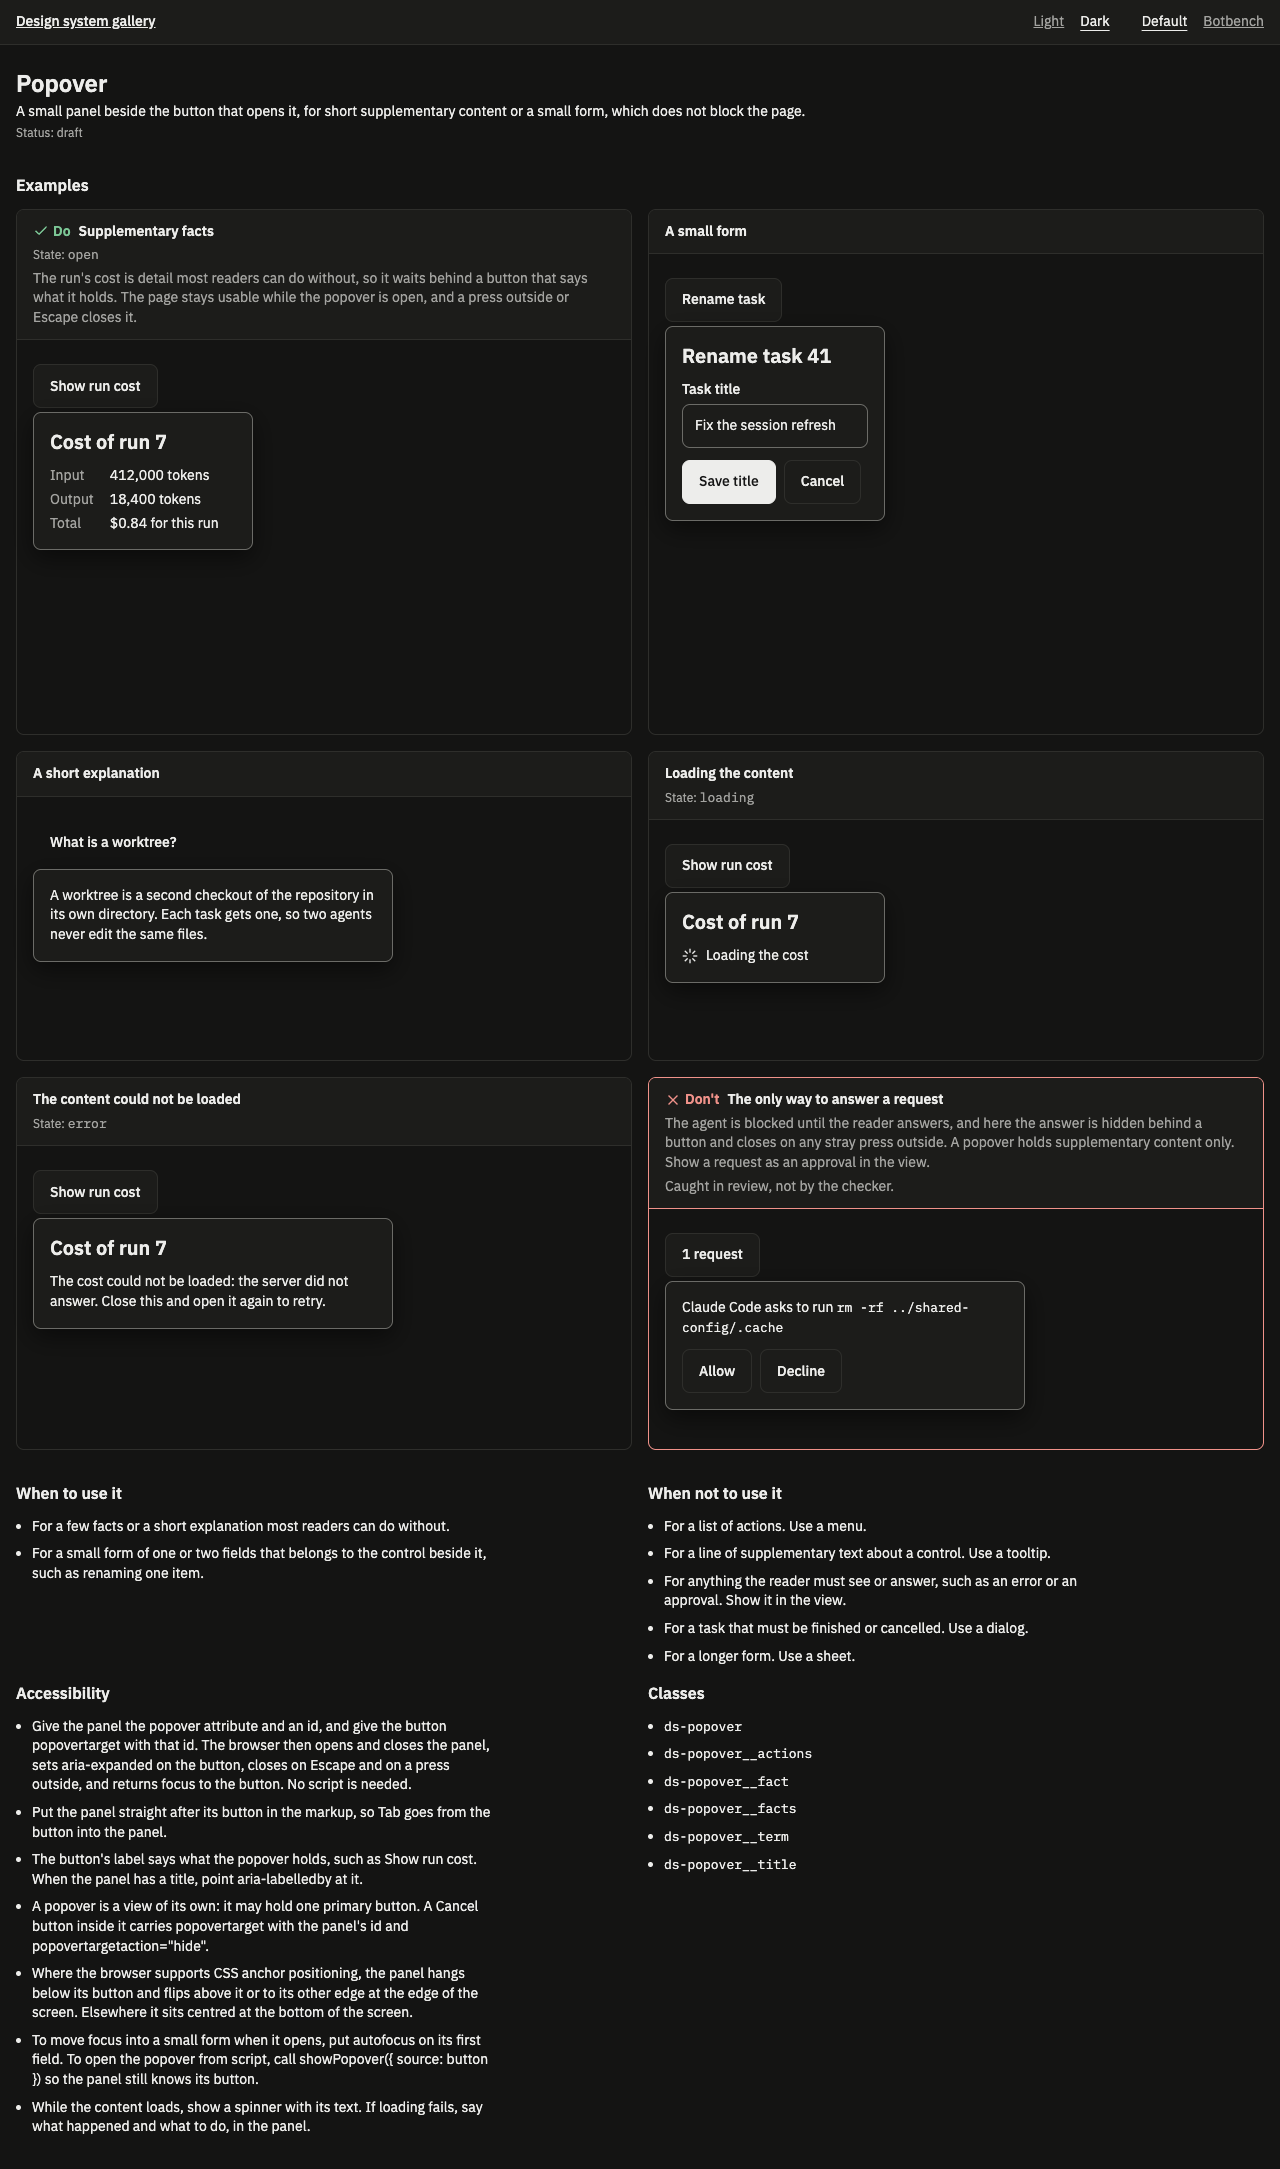 Design system gallery
Light Dark Default Botbench
Popover
A small panel beside the button that opens it, for short supplementary content or a small form, which does not block the page.
Status: draft
Examples
Do Supplementary facts
State: open
The run's cost is detail most readers can do without, so it waits behind a button that says
what it holds. The page stays usable while the popover is open, and a press outside or
Escape closes it.
Show run cost
Cost of run 7
Input 412,000 tokens
Output 18,400 tokens
Total $0.84 for this run
A small form
Rename task
Rename task 41
Task title
Fix the session refresh
Save title Cancel
A short explanation
What is a worktree?
A worktree is a second checkout of the repository in
its own directory. Each task gets one, so two agents
never edit the same files.
Loading the content
State: loading
Show run cost
Cost of run 7
Loading the cost
The content could not be loaded
State: error
Show run cost
Cost of run 7
The cost could not be loaded: the server did not
answer. Close this and open it again to retry.
Don't The only way to answer a request
The agent is blocked until the reader answers, and here the answer is hidden behind a
button and closes on any stray press outside. A popover holds supplementary content only.
Show a request as an approval in the view.
Caught in review, not by the checker.
1 request
Claude Code asks to run rm -rf ../shared-
config/.cache
Allow Decline
When to use it
• For a few facts or a short explanation most readers can do without.
• For a small form of one or two fields that belongs to the control beside it,
such as renaming one item.
When not to use it
• For a list of actions. Use a menu.
• For a line of supplementary text about a control. Use a tooltip.
• For anything the reader must see or answer, such as an error or an
approval. Show it in the view.
• For a task that must be finished or cancelled. Use a dialog.
• For a longer form. Use a sheet.
Accessibility
• Give the panel the popover attribute and an id, and give the button
popovertarget with that id. The browser then opens and closes the panel,
sets aria-expanded on the button, closes on Escape and on a press
outside, and returns focus to the button. No script is needed.
• Put the panel straight after its button in the markup, so Tab goes from the
button into the panel.
• The button's label says what the popover holds, such as Show run cost.
When the panel has a title, point aria-labelledby at it.
• A popover is a view of its own: it may hold one primary button. A Cancel
button inside it carries popovertarget with the panel's id and
popovertargetaction="hide".
• Where the browser supports CSS anchor positioning, the panel hangs
below its button and flips above it or to its other edge at the edge of the
screen. Elsewhere it sits centred at the bottom of the screen.
• To move focus into a small form when it opens, put autofocus on its first
field. To open the popover from script, call showPopover({ source: button
}) so the panel still knows its button.
• While the content loads, show a spinner with its text. If loading fails, say
what happened and what to do, in the panel.
Classes
• ds-popover
• ds-popover__actions
• ds-popover__fact
• ds-popover__facts
• ds-popover__term
• ds-popover__title